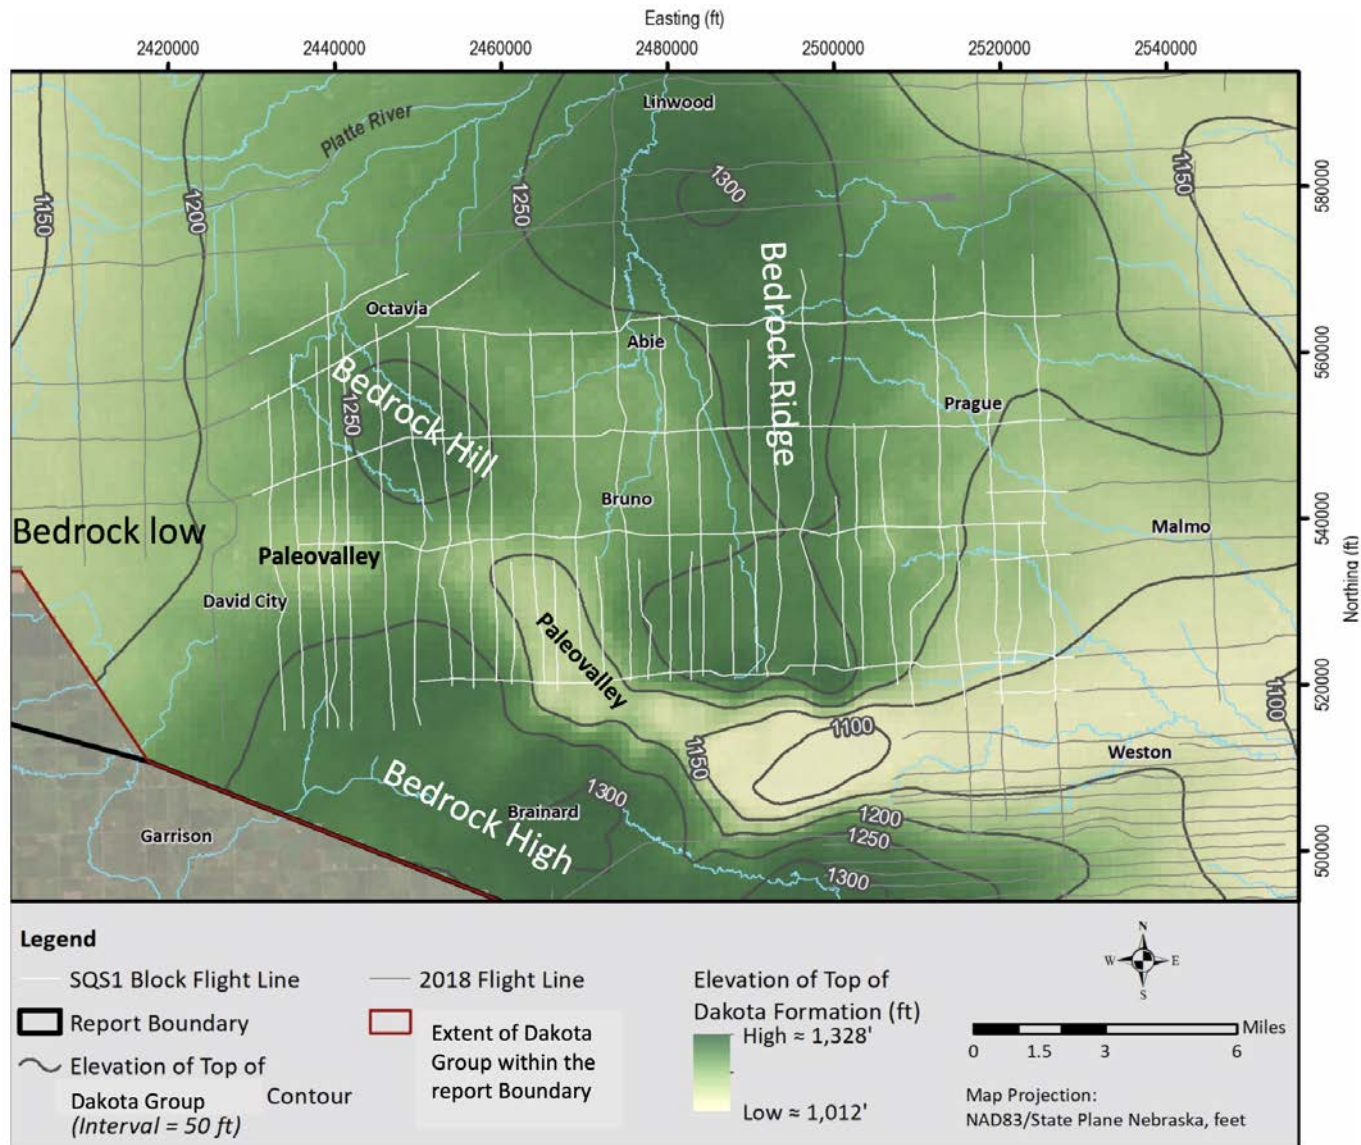 Easting (ft)
2420000 2440000 2460000 2480000 2500000 2520000 2540000
Linwood
Platte River
1300
1150
1200
1250
1150
580000
Bedrock Ridge
Octavia
Abie
560000
Bedrock Hill
1250
Prague
Bruno
Malmo
540000
Bedrock low
Paleovalley
David City
Northing (ft)
Paleovalley
520000
1100
1100
1150
Weston
Bedrock High
1300
Brainard
1200
1250
1300
Garrison
500000
Legend
SQS1 Block Flight Line
2018 Flight Line
Report Boundary
Extent of Dakota
Group within the
report Boundary
Elevation of Top of
Dakota Group Contour
(Interval = 50 ft)
Elevation of Top of
Dakota Formation (ft)
High ≈ 1,328'
Low ≈ 1,012'
N
W E
S
Miles
0 1.5 3 6
Map Projection:
NAD83/State Plane Nebraska, feet